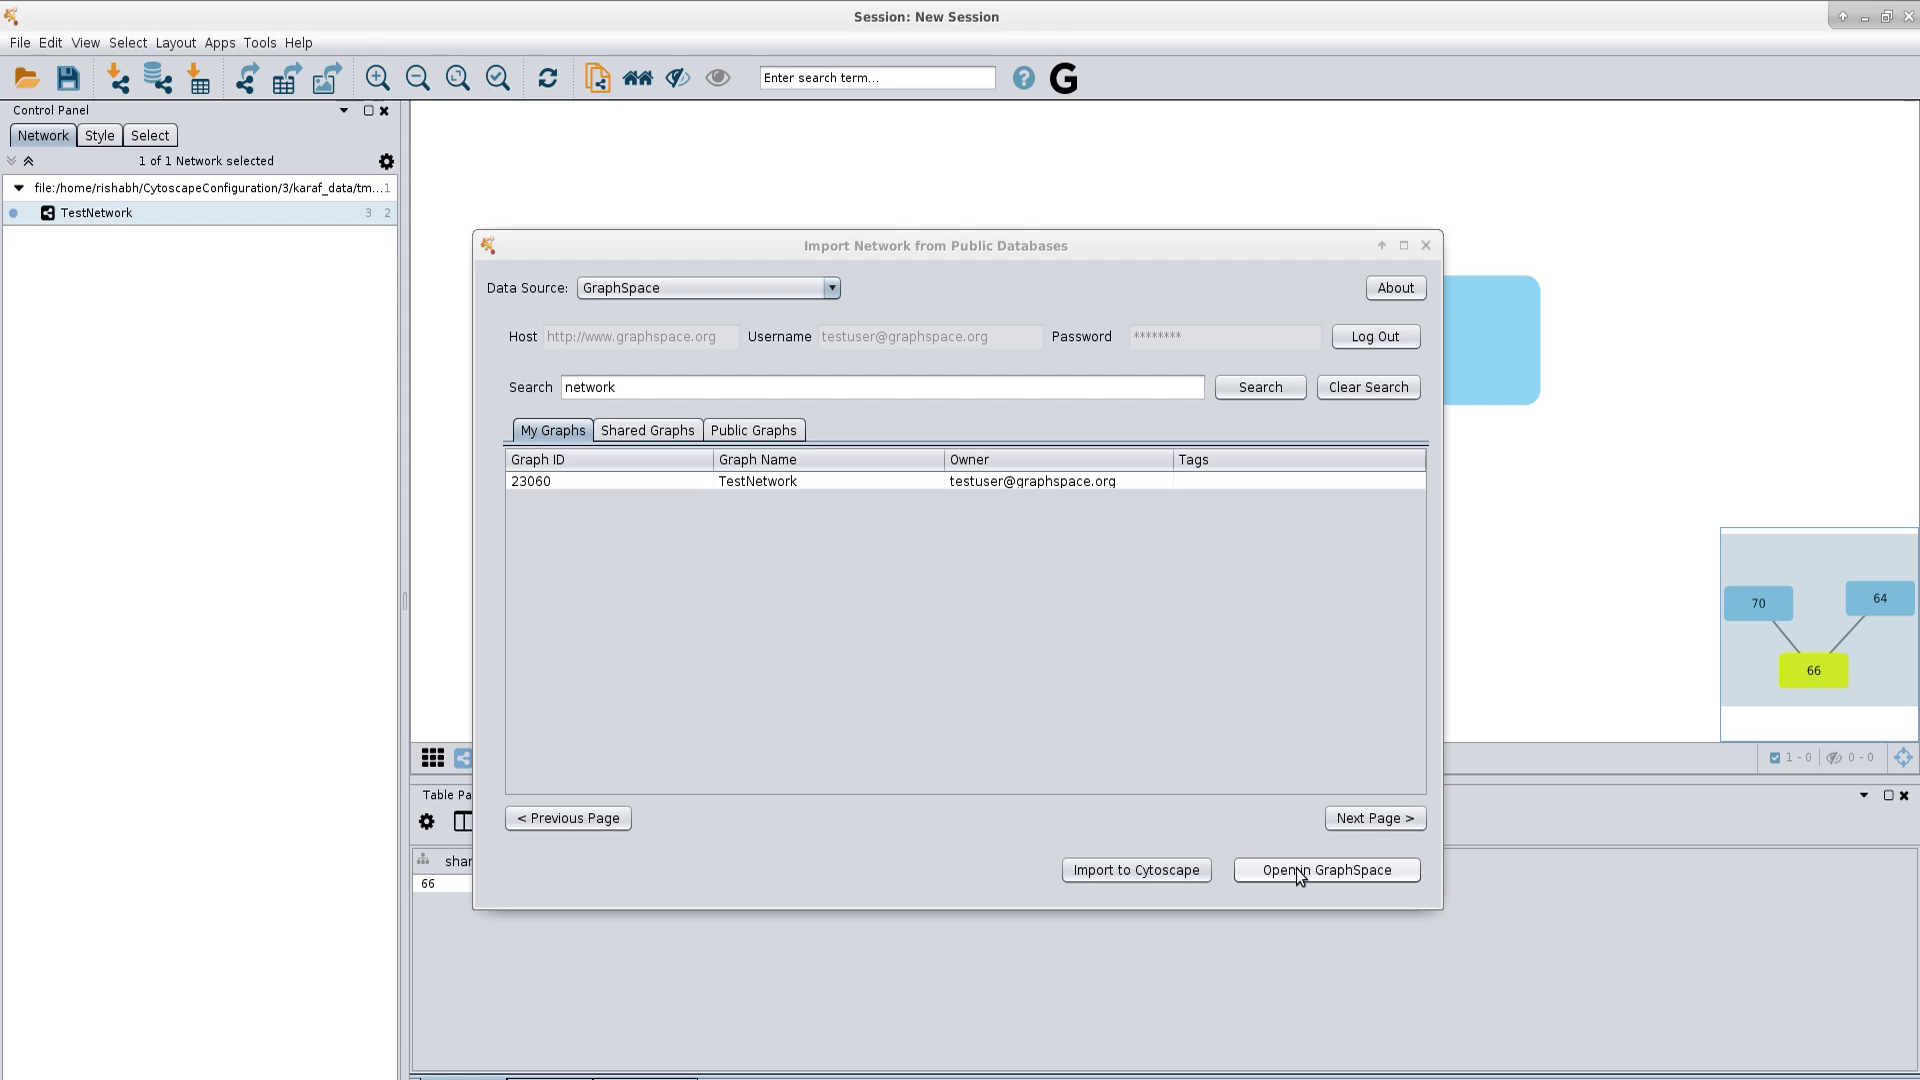 Session: New Session
File Edit View Select Layout Apps Tools Help
Enter search term...
? G
Control Panel
Network Style Select
1 of 1 Network selected
file:/home/rishabh/CytoscapeConfiguration/3/karaf_data/tm...1
TestNetwork 3 2
Import Network from Public Databases
Data Source: GraphSpace About
Host http://www.graphspace.org Username testuser@graphspace.org Password ******** Log Out
Search network Search Clear Search
My Graphs Shared Graphs Public Graphs
Graph ID Graph Name Owner Tags
23060 TestNetwork testuser@graphspace.org
< Previous Page Next Page >
Import to Cytoscape Open in GraphSpace
70 64
66
1 - 0 0 - 0
Table Pa
shar
66